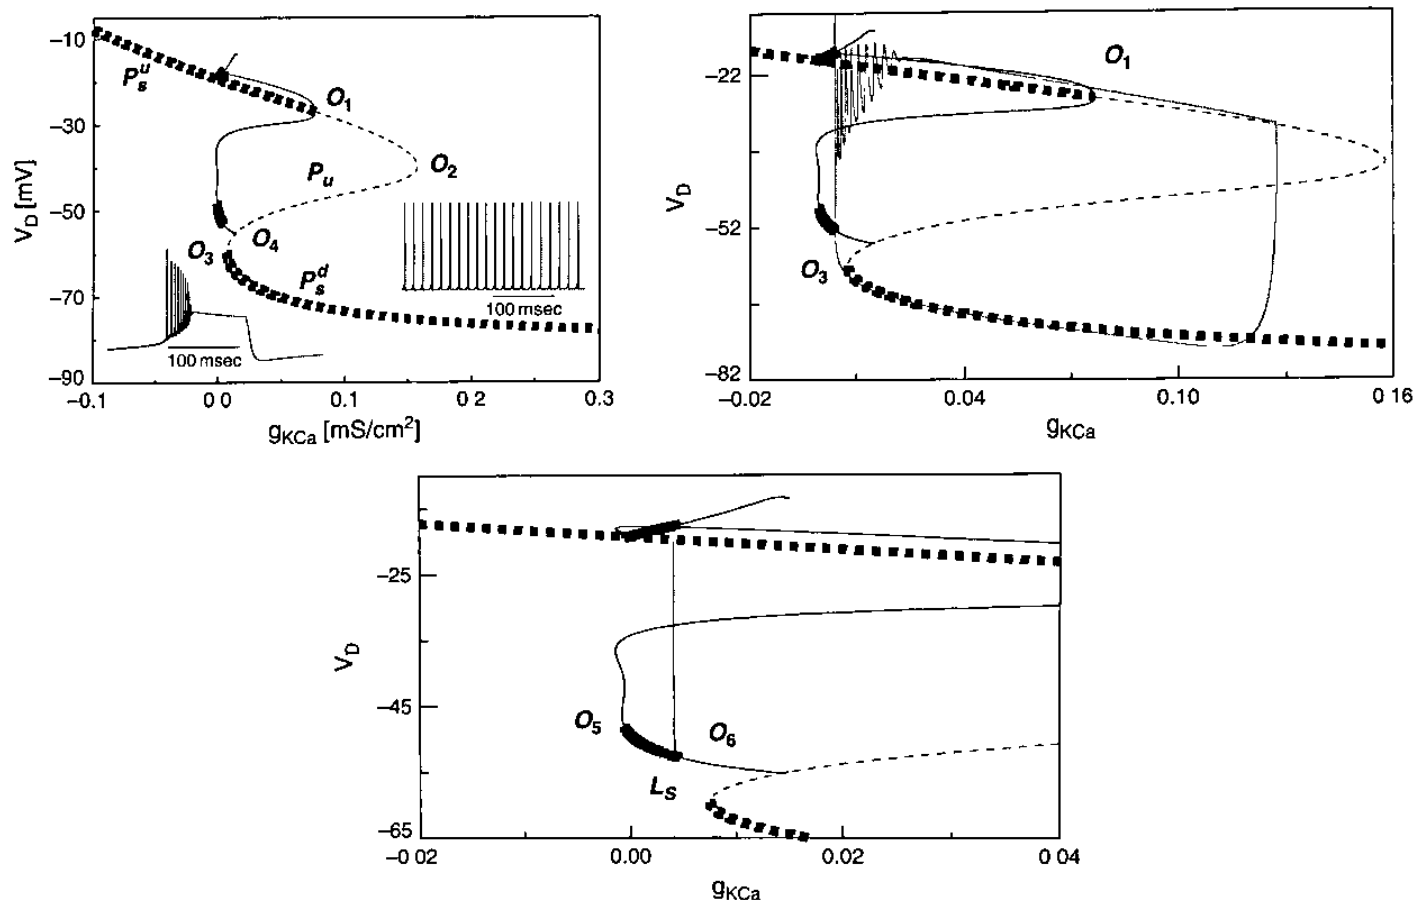 −10
−30
−50
−70
−90
V_D [mV]
P_s^u
O_1
O_2
P_u
O_4
O_3
P_s^d
100 msec
100 msec
−0.1
0 0
0.1
0 2
0.3
g_KCa [mS/cm²]
−22
−52
−82
V_D
O_1
O_3
−0.02
0.04
0.10
0 16
g_KCa
−25
−45
−65
V_D
O_5
O_6
L_S
−0 02
0.00
0.02
0 04
g_KCa